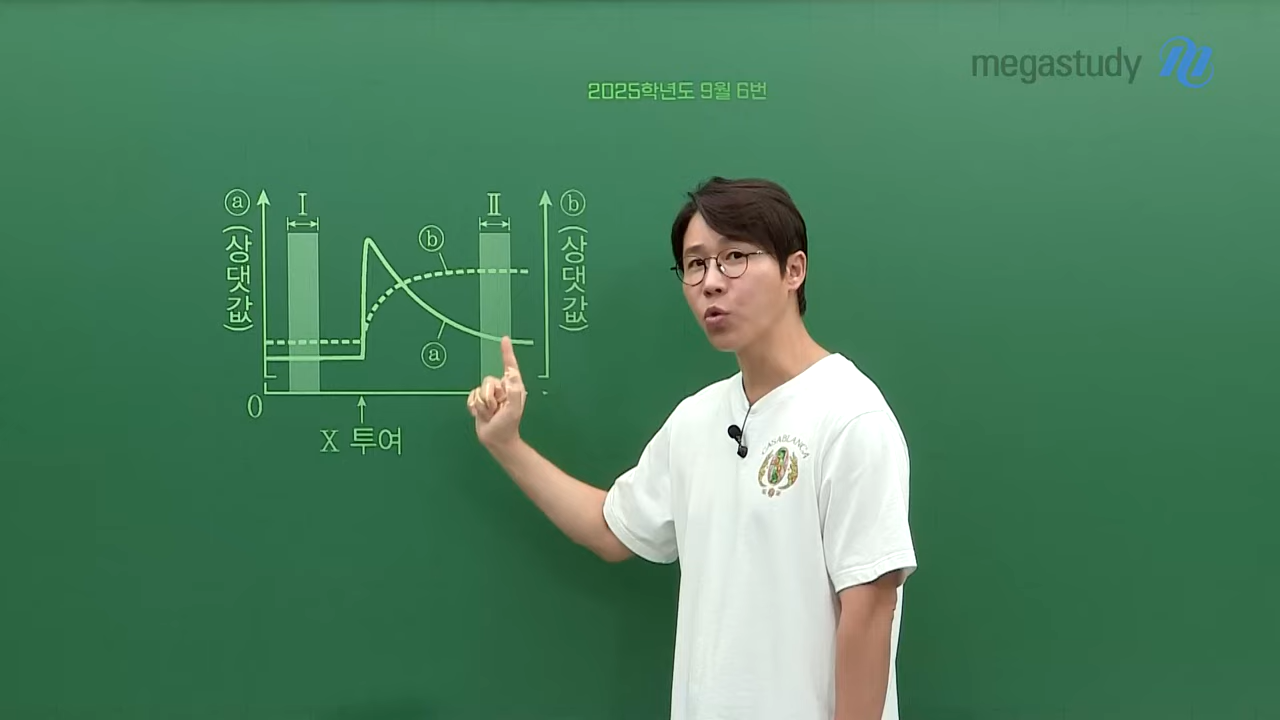 megastudy
2025학년도 9월 6번
ⓐ
(상댓값)
Ⅰ
Ⅱ
ⓑ
(상댓값)
ⓑ
ⓐ
0
X 투여
CASABLANCA